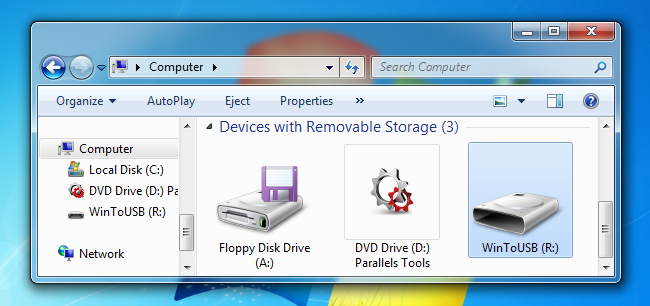 Computer
Search Computer
Organize AutoPlay Eject Properties »
Devices with Removable Storage (3)
Computer
Local Disk (C:)
DVD Drive (D:) Pa
WinToUSB (R:)
Network
Floppy Disk Drive
(A:)
DVD Drive (D:)
Parallels Tools
WinToUSB (R:)